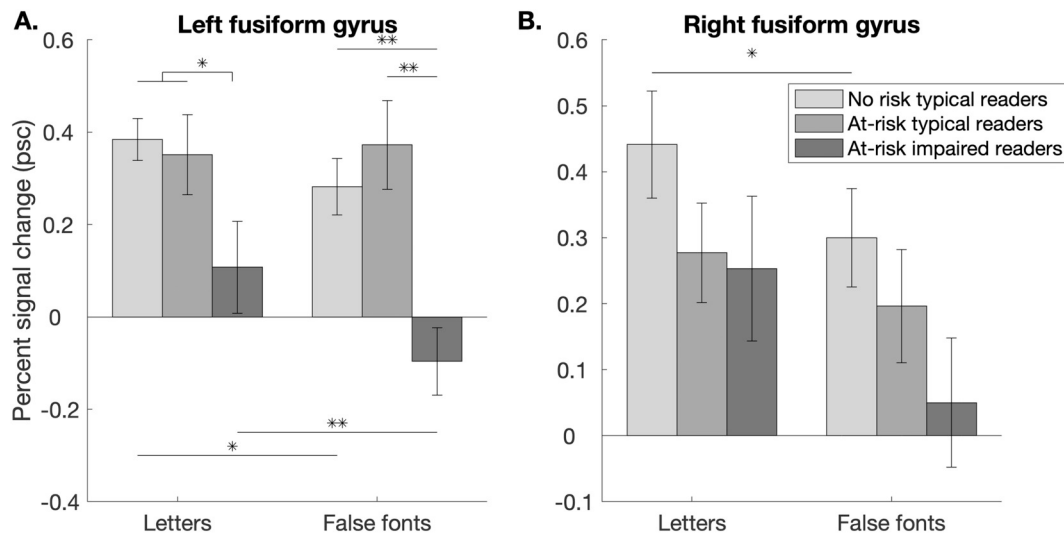 A.
Left fusiform gyrus
Percent signal change (psc)
0.6
0.4
0.2
0
-0.2
-0.4
*
**
**
**
*
Letters
False fonts
B.
Right fusiform gyrus
0.6
0.5
0.4
0.3
0.2
0.1
0
-0.1
*
No risk typical readers
At-risk typical readers
At-risk impaired readers
Letters
False fonts